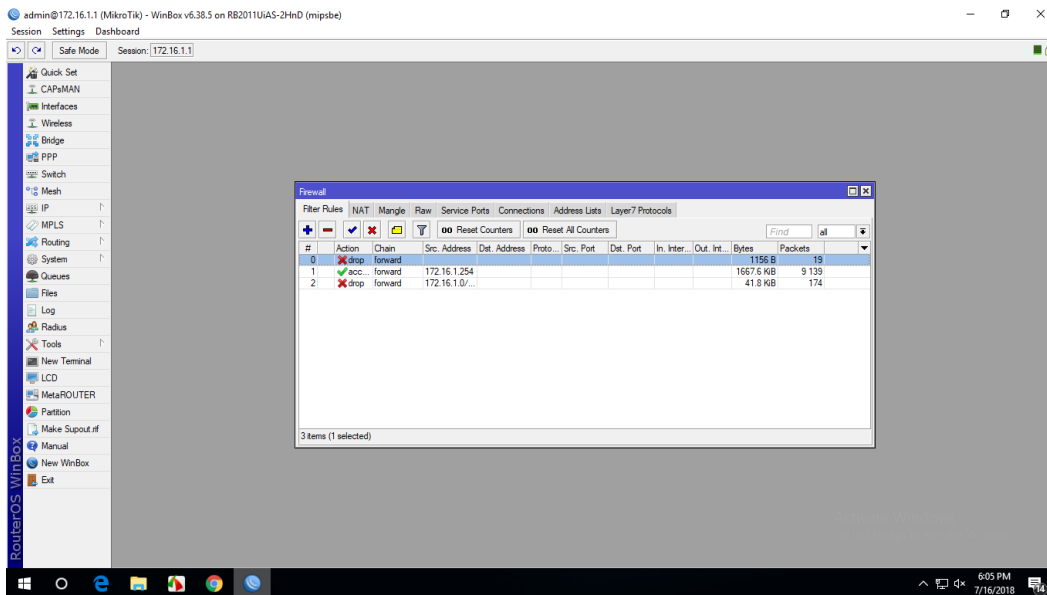 admin@172.16.1.1 (MikroTik) - WinBox v6.38.5 on RB2011UiAS-2HnD (mipsbe)
Session Settings Dashboard
Safe Mode Session: 172.16.1.1
Quick Set
CAPsMAN
Interfaces
Wireless
Bridge
PPP
Switch
Mesh
IP
MPLS
Routing
System
Queues
Files
Log
Radius
Tools
New Terminal
LCD
MetaROUTER
Partition
Make Supout.rif
Manual
New WinBox
Exit
RouterOS WinBox
Firewall
Filter Rules NAT Mangle Raw Service Ports Connections Address Lists Layer7 Protocols
00 Reset Counters 00 Reset All Counters Find all
# Action Chain Src. Address Dst. Address Proto... Src. Port Dst. Port In. Inter... Out. Int... Bytes Packets
0 drop forward 1156 B 19
1 acc... forward 172.16.1.254 1667.6 KiB 9 139
2 drop forward 172.16.1.0/... 41.8 KiB 174
3 items (1 selected)
6:05 PM
7/16/2018
14